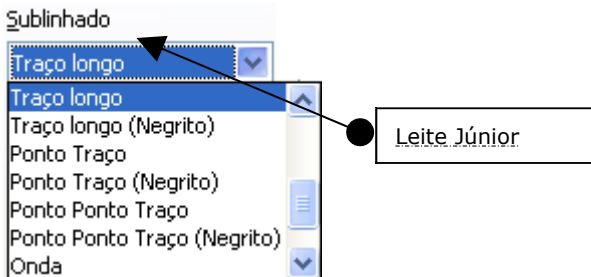 Sublinhado
Traço longo
Traço longo
Traço longo (Negrito)
Ponto Traço
Ponto Traço (Negrito)
Ponto Ponto Traço
Ponto Ponto Traço (Negrito)
Onda
Leite Júnior